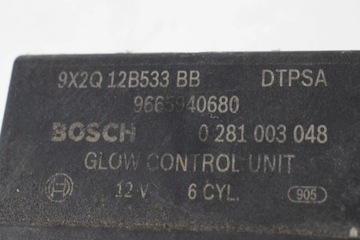 9X2Q 12B533 BB DTPSA
9665940680
BOSCH 0 281 003 048
GLOW CONTROL UNIT
12 V 6 CYL. 905